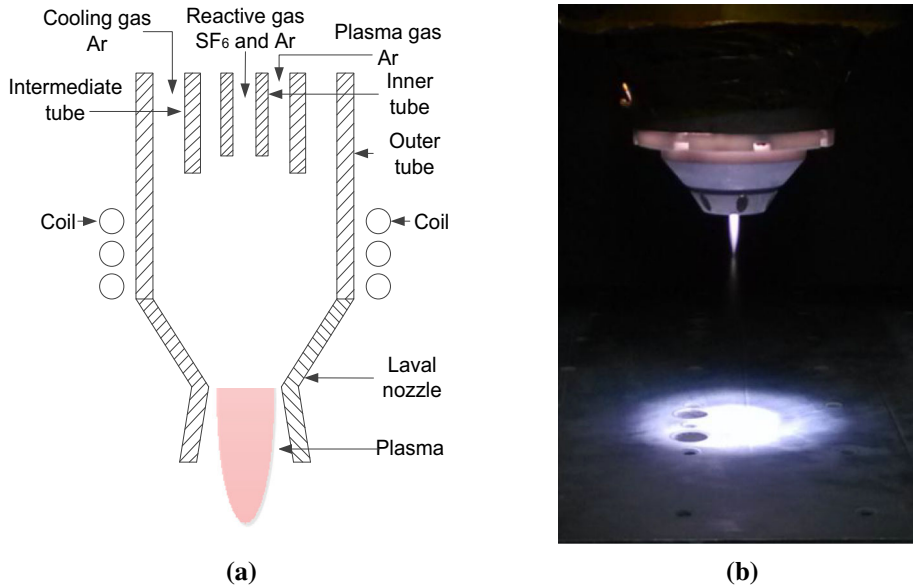 Cooling gas
Ar
Reactive gas
SF6 and Ar
Plasma gas
Ar
Intermediate
tube
Inner
tube
Outer
tube
Coil
Coil
Laval
nozzle
Plasma
(a)
(b)